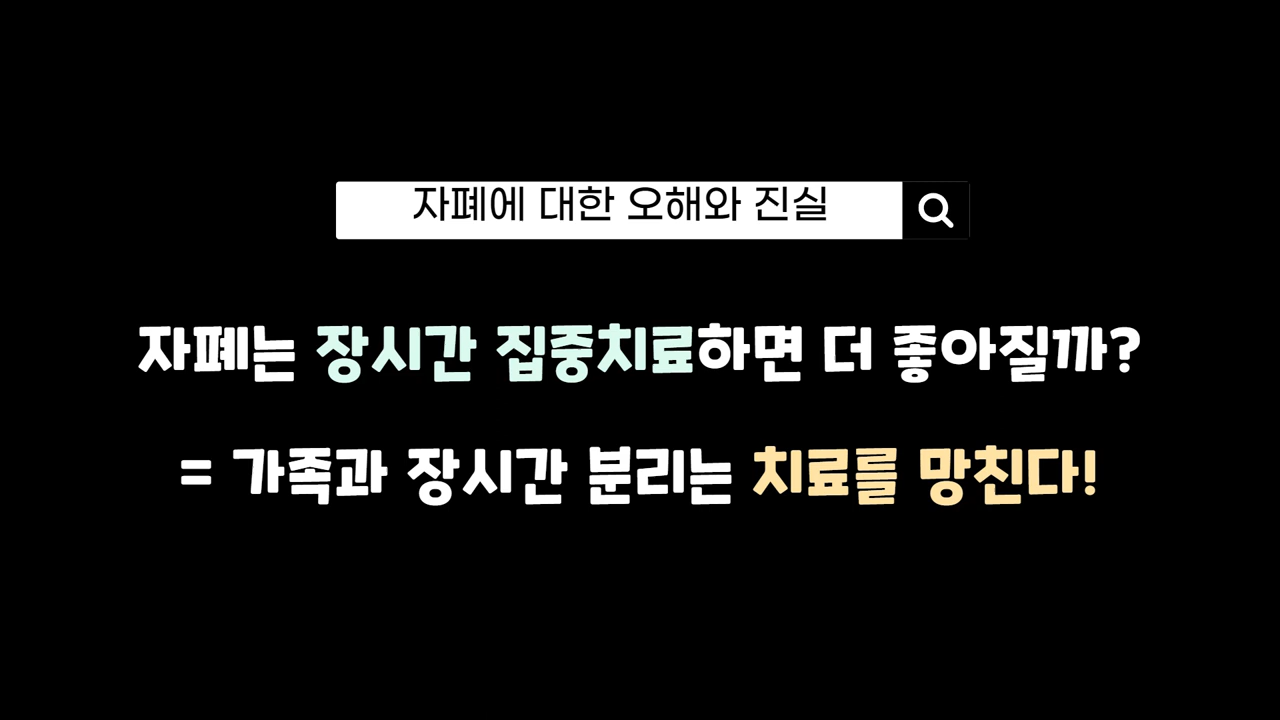 자폐에 대한 오해와 진실
자폐는 장시간 집중치료하면 더 좋아질까?
= 가족과 장시간 분리는 치료를 망친다!